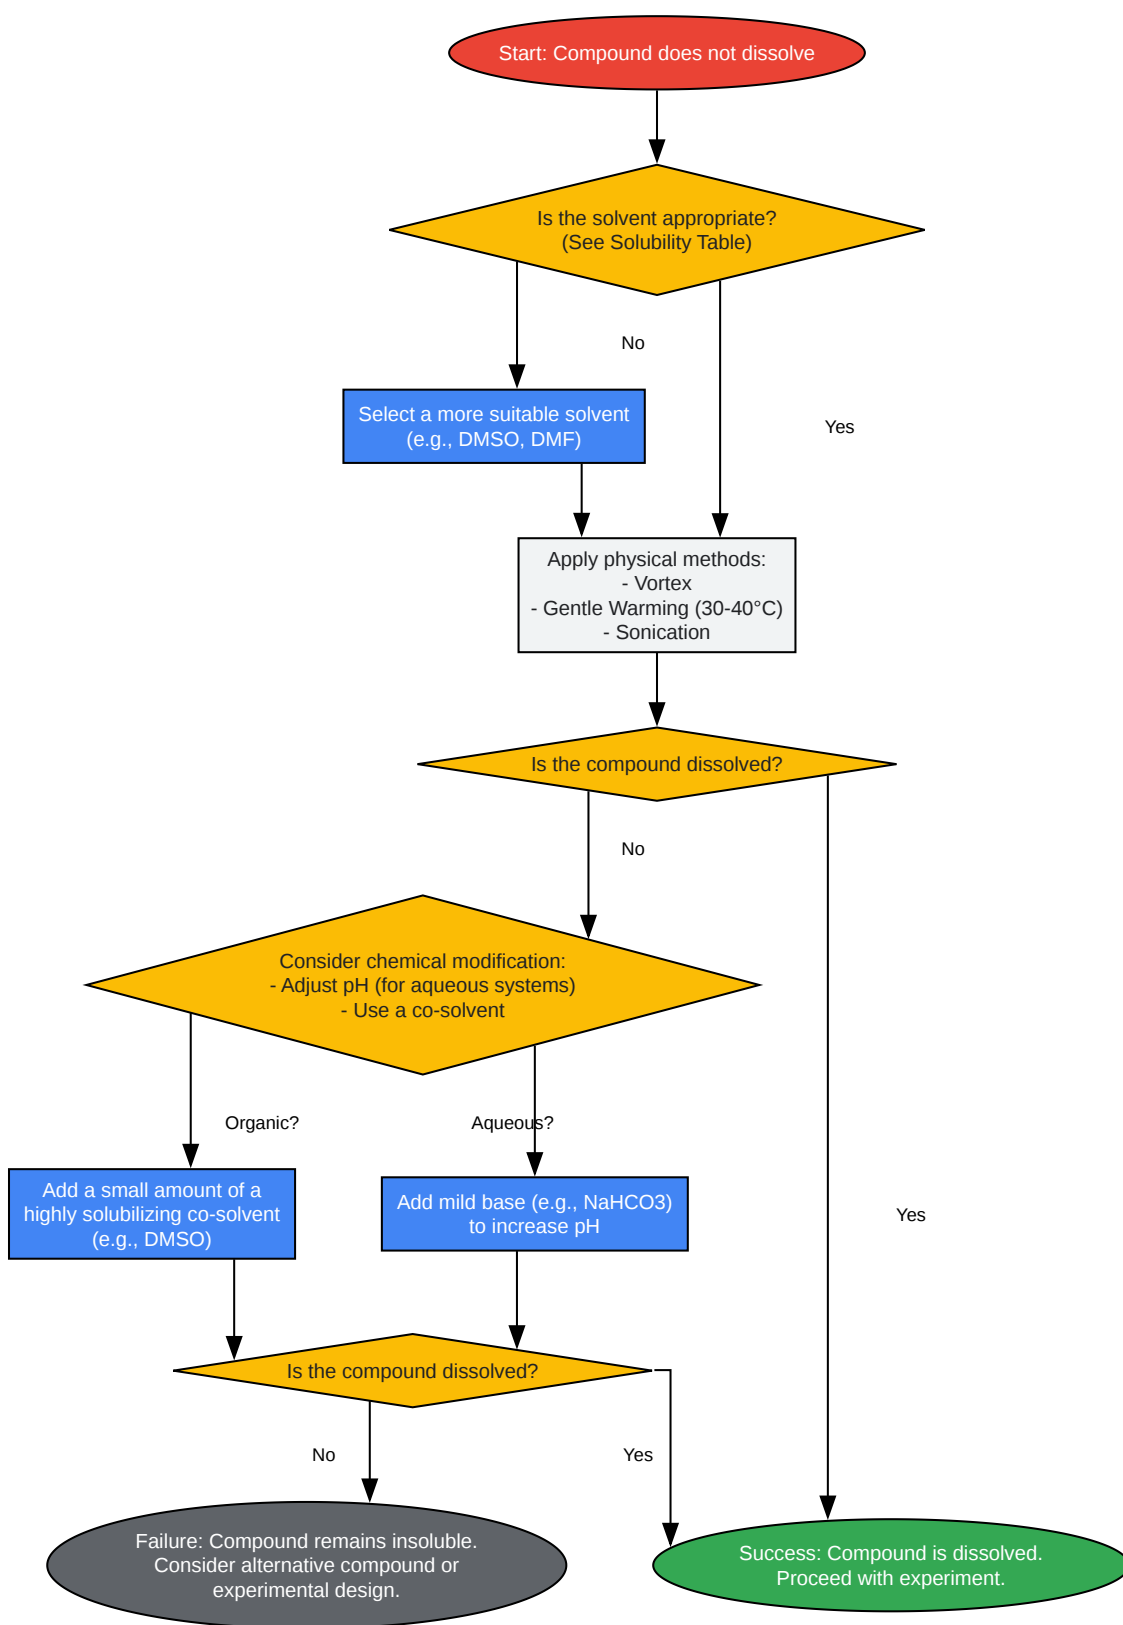 Start: Compound does not dissolve
Is the solvent appropriate?
(See Solubility Table)
No
Select a more suitable solvent
(e.g., DMSO, DMF)
Yes
Apply physical methods:
- Vortex
- Gentle Warming (30-40°C)
- Sonication
Is the compound dissolved?
No
Consider chemical modification:
- Adjust pH (for aqueous systems)
- Use a co-solvent
Organic?
Aqueous?
Add a small amount of a
highly solubilizing co-solvent
(e.g., DMSO)
Add mild base (e.g., NaHCO3)
to increase pH
Yes
Is the compound dissolved?
No
Yes
Failure: Compound remains insoluble.
Consider alternative compound or
experimental design.
Success: Compound is dissolved.
Proceed with experiment.